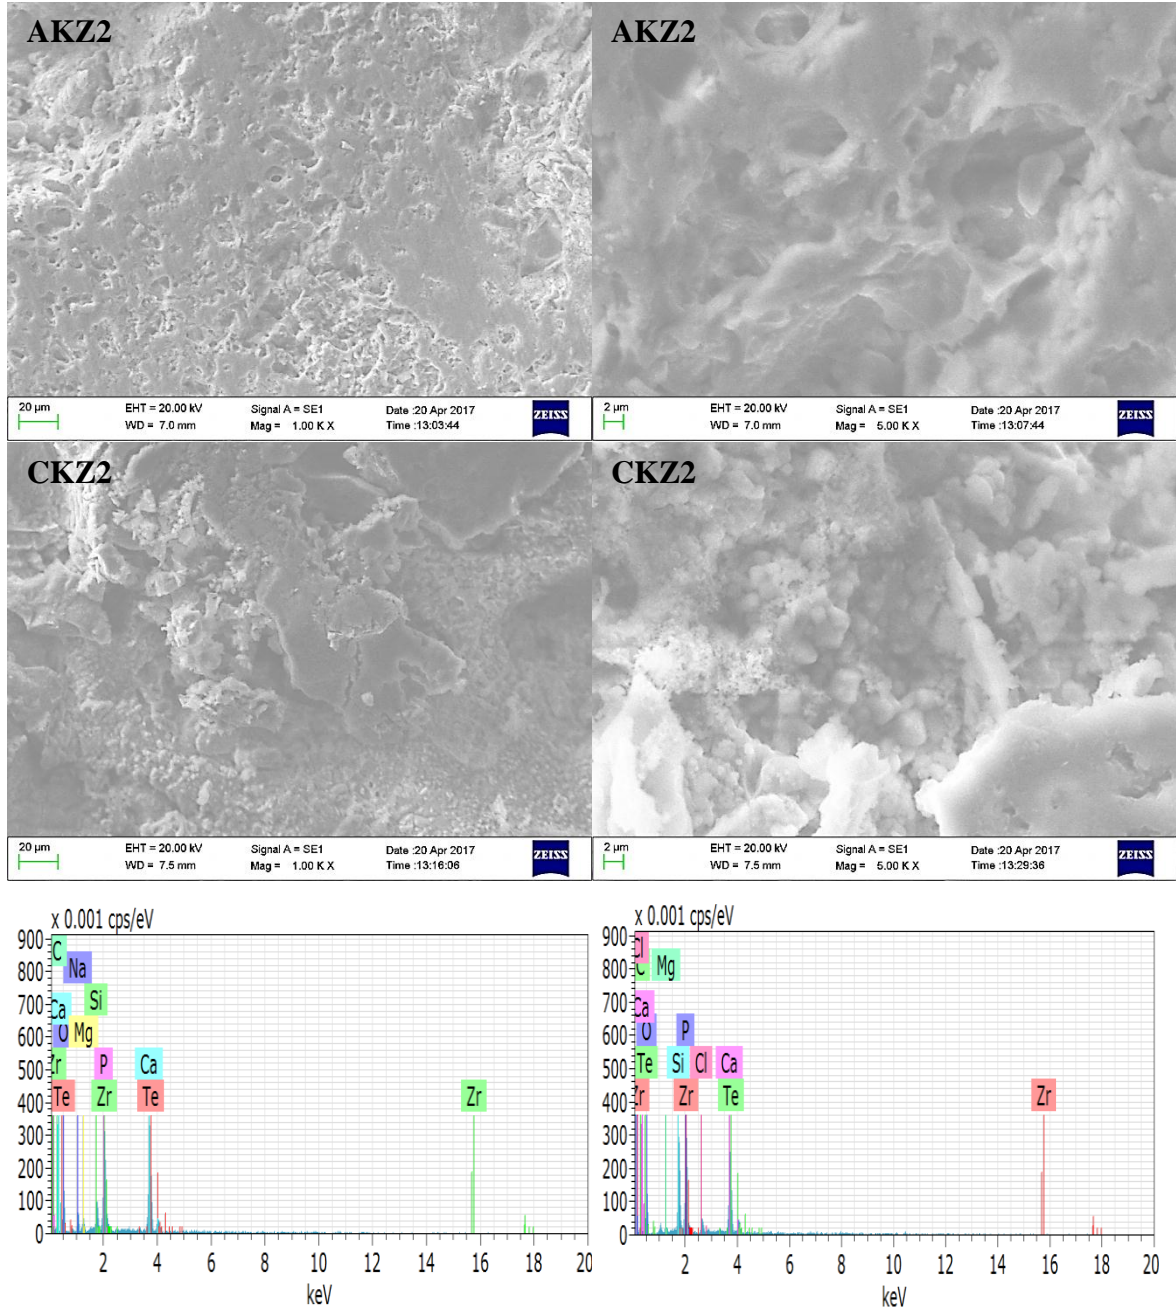 AKZ2
20 µm
EHT = 20.00 kV
WD = 7.0 mm
Signal A = SE1
Mag = 1.00 K X
Date :20 Apr 2017
Time :13:03:44
ZEISS
AKZ2
2 µm
EHT = 20.00 kV
WD = 7.0 mm
Signal A = SE1
Mag = 5.00 K X
Date :20 Apr 2017
Time :13:07:44
ZEISS
CKZ2
20 µm
EHT = 20.00 kV
WD = 7.5 mm
Signal A = SE1
Mag = 1.00 K X
Date :20 Apr 2017
Time :13:16:06
ZEISS
CKZ2
2 µm
EHT = 20.00 kV
WD = 7.5 mm
Signal A = SE1
Mag = 5.00 K X
Date :20 Apr 2017
Time :13:29:36
ZEISS
x 0.001 cps/eV
900
800
700
600
500
400
300
200
100
0
C
Na
Ca
Si
O
Mg
Zr
P
Ca
Te
Zr
Te
Zr
2 4 6 8 10 12 14 16 18 20
keV
x 0.001 cps/eV
900
800
700
600
500
400
300
200
100
0
Cl
C
Mg
Ca
O
P
Te
Si
Cl
Ca
Zr
Zr
Te
Zr
2 4 6 8 10 12 14 16 18 20
keV